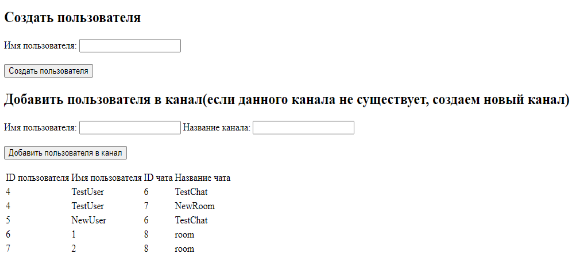 Создать пользователя
Имя пользователя:
Создать пользователя
Добавить пользователя в канал(если данного канала не существует, создаем новый канал)
Имя пользователя: Название канала:
Добавить пользователя в канал
ID пользователя Имя пользователя ID чата Название чата
4 TestUser 6 TestChat
4 TestUser 7 NewRoom
5 NewUser 6 TestChat
6 1 8 room
7 2 8 room